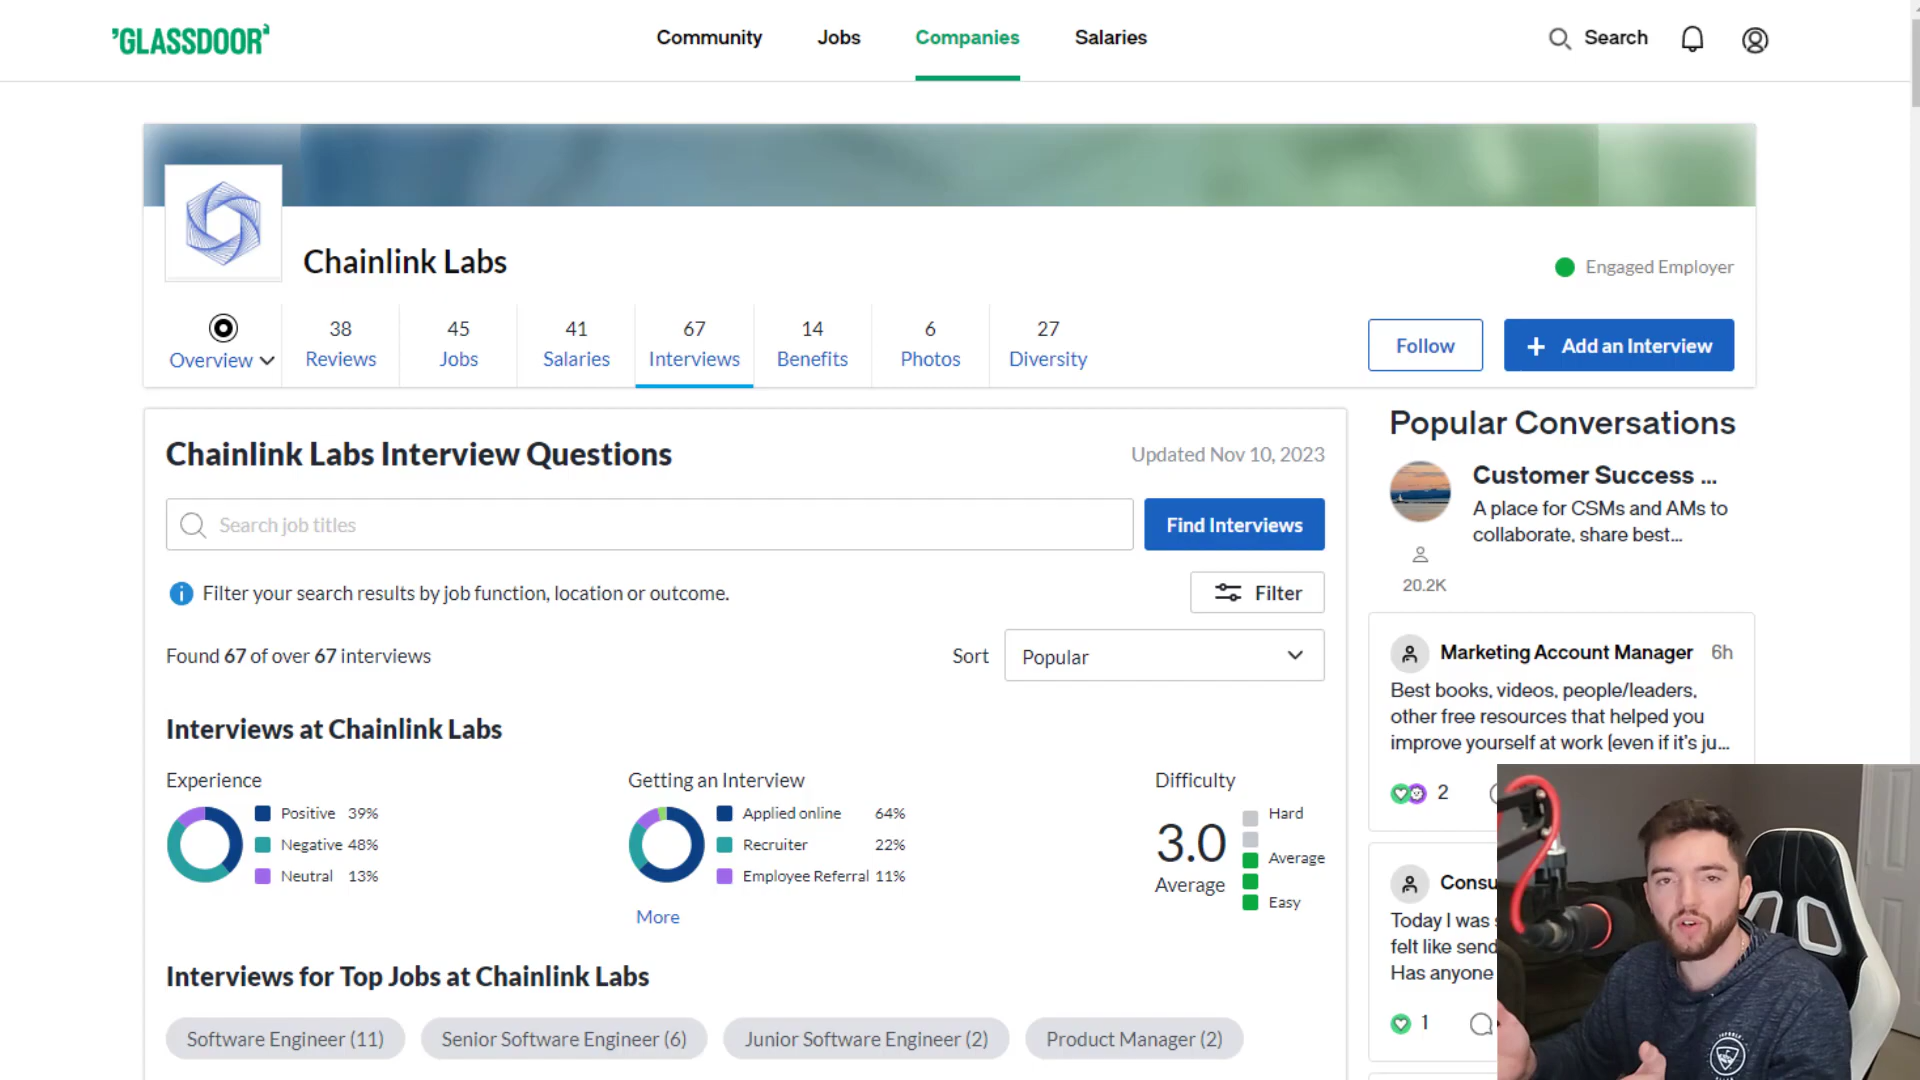 GLASSDOOR
Community
Jobs
Companies
Salaries
Search
Chainlink Labs
Engaged Employer
Overview
38
Reviews
45
Jobs
41
Salaries
67
Interviews
14
Benefits
6
Photos
27
Diversity
Follow
+ Add an Interview
Chainlink Labs Interview Questions
Updated Nov 10, 2023
Search job titles
Find Interviews
Filter your search results by job function, location or outcome.
Filter
Found 67 of over 67 interviews
Sort
Popular
Interviews at Chainlink Labs
Experience
Positive 39%
Negative 48%
Neutral 13%
Getting an Interview
Applied online 64%
Recruiter 22%
Employee Referral 11%
More
Difficulty
3.0
Average
Hard
Average
Easy
Interviews for Top Jobs at Chainlink Labs
Software Engineer (11)
Senior Software Engineer (6)
Junior Software Engineer (2)
Product Manager (2)
Popular Conversations
Customer Success ...
A place for CSMs and AMs to
collaborate, share best...
20.2K
Marketing Account Manager 6h
Best books, videos, people/leaders,
other free resources that helped you
improve yourself at work (even if it's ju...
2
Consu
Today I was
felt like send
Has anyone
1